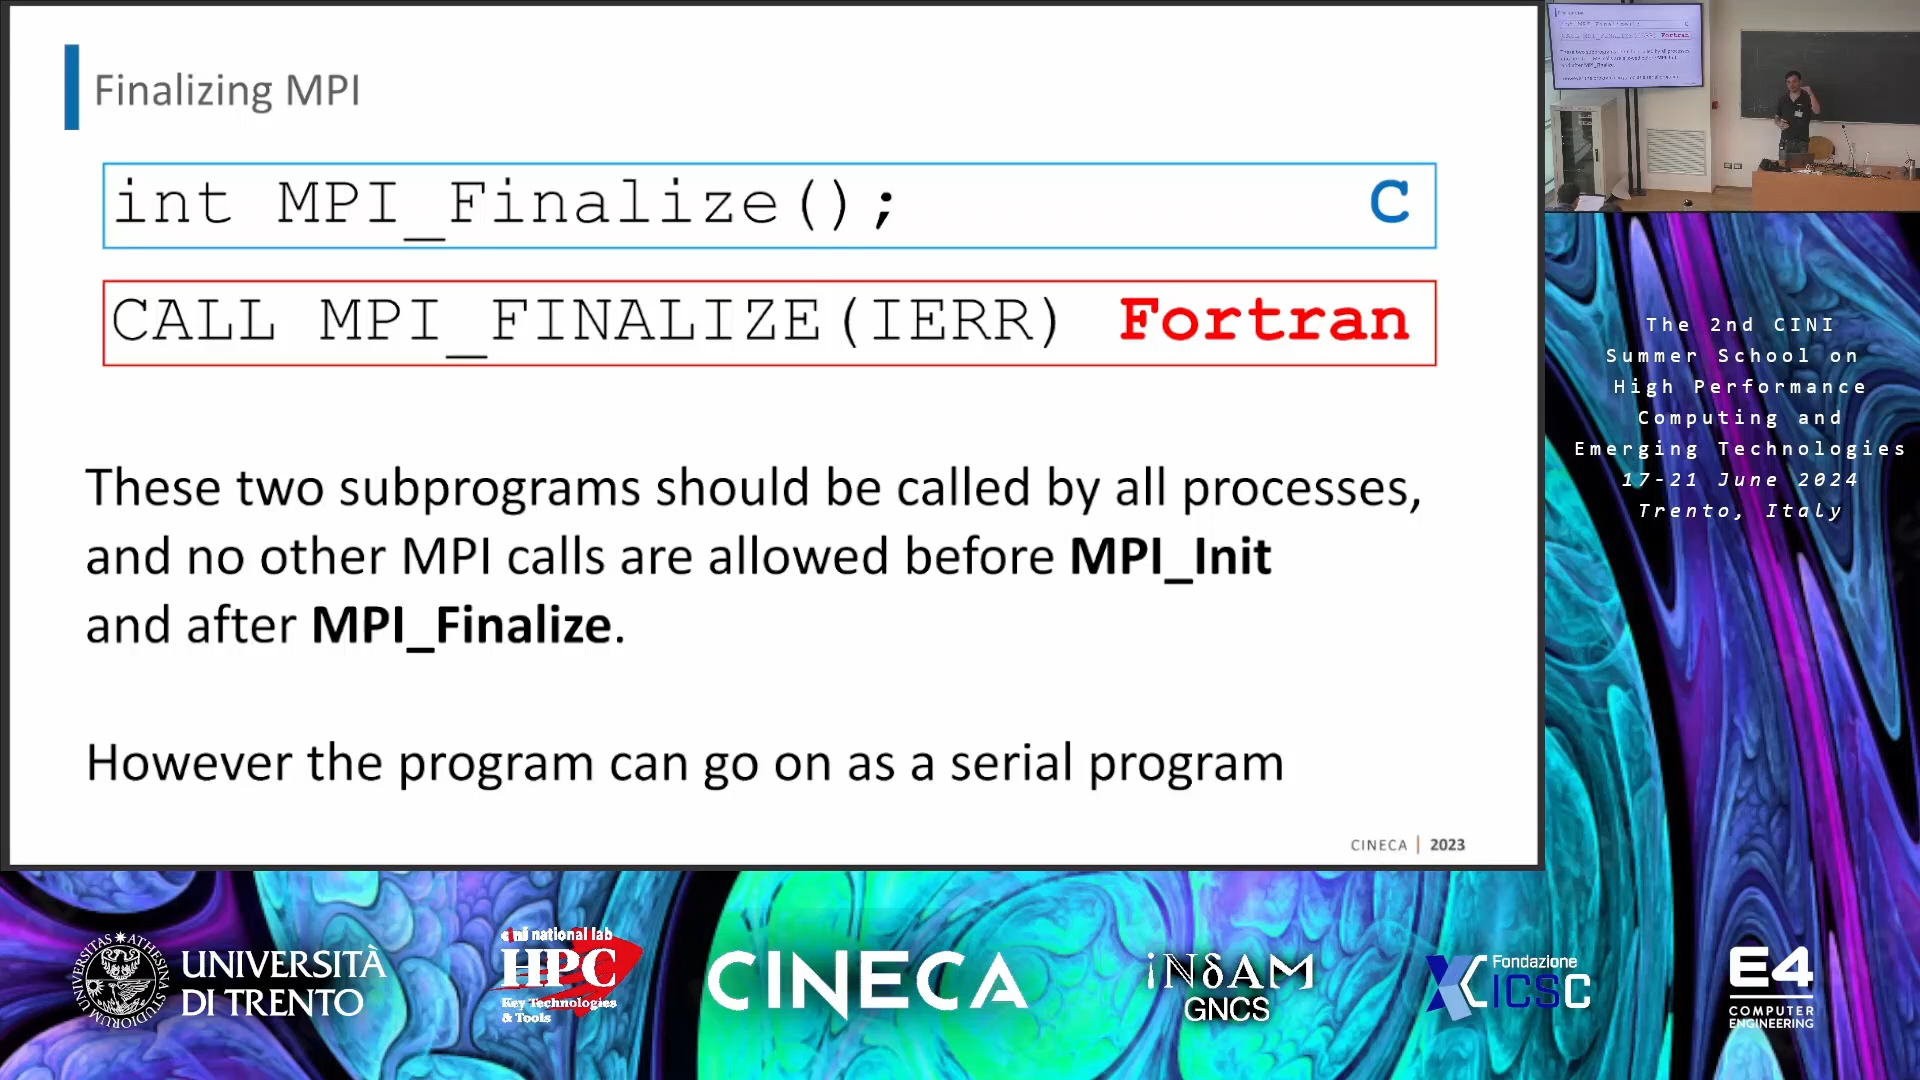 Finalizing MPI
int MPI_Finalize();
C
CALL MPI_FINALIZE(IERR)
Fortran
These two subprograms should be called by all processes,
and no other MPI calls are allowed before MPI_Init
and after MPI_Finalize.
However the program can go on as a serial program
CINECA | 2023
The 2nd CINI
Summer School on
High Performance
Computing and
Emerging Technologies
17-21 June 2024
Trento, Italy
UNIVERSITÀ
DI TRENTO
cini national lab
HPC
Key Technologies
& Tools
CINECA
iNδAM
GNCS
Fondazione
ICSC
E4
COMPUTER
ENGINEERING